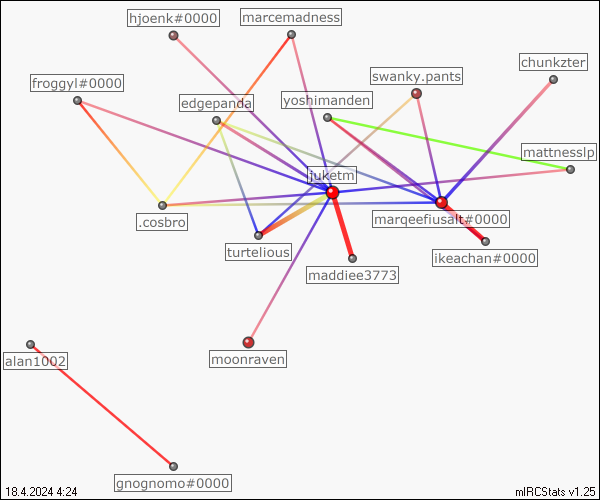 hjoenk#0000
marcemadness
chunkzter
froggyl#0000
swanky.pants
edgepanda
yoshimanden
mattnesslp
juketm
.cosbro
marqeefiusalt#0000
turtelious
ikeachan#0000
maddiee3773
moonraven
alan1002
gnognomo#0000
18.4.2024 4:24
mIRCStats v1.25